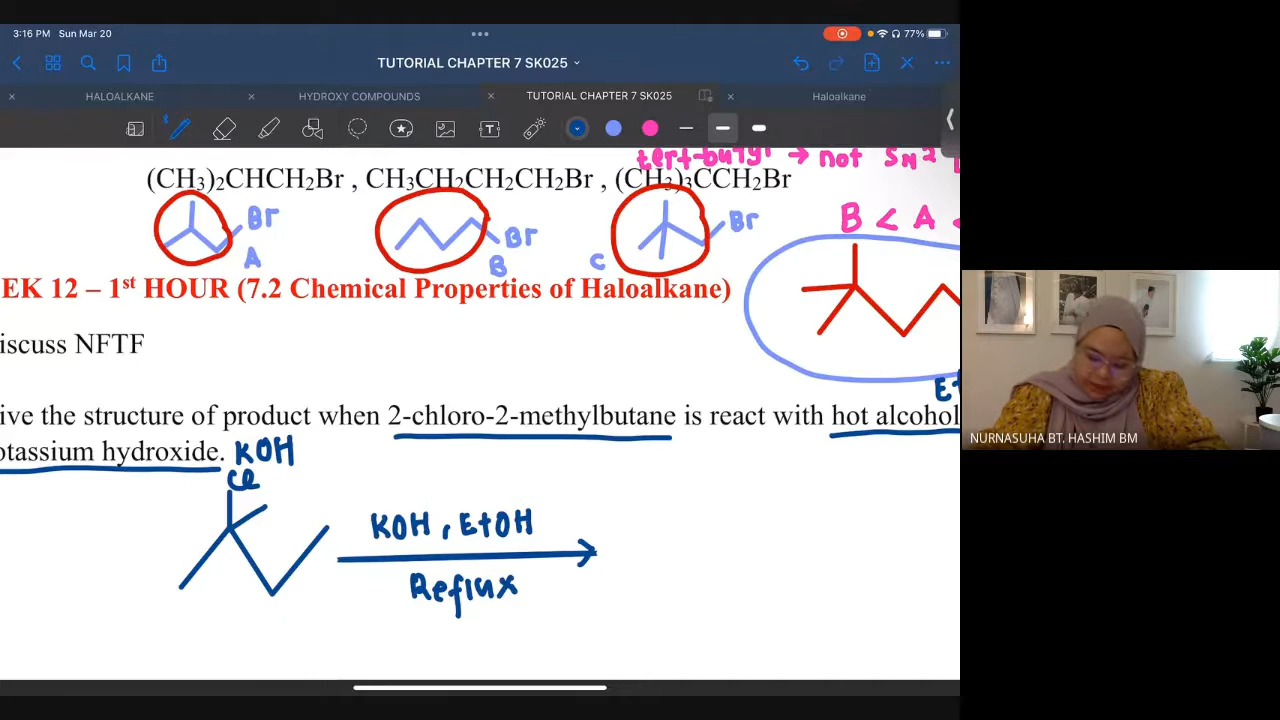 3:16 PM Sun Mar 20
77%
TUTORIAL CHAPTER 7 SK025
HALOALKANE
HYDROXY COMPOUNDS
TUTORIAL CHAPTER 7 SK025
Haloalkane
tert-butyl → not SN2
(CH3)2CHCH2Br , CH3CH2CH2CH2Br , (CH3)3CCH2Br
Br
A
Br
B
Br
C
B < A <
EK 12 – 1st HOUR (7.2 Chemical Properties of Haloalkane)
iscuss NFTF
ive the structure of product when 2-chloro-2-methylbutane is react with hot alcohol
otassium hydroxide. KOH
Cl
KOH, EtOH
Reflux
NURNASUHA BT. HASHIM BM